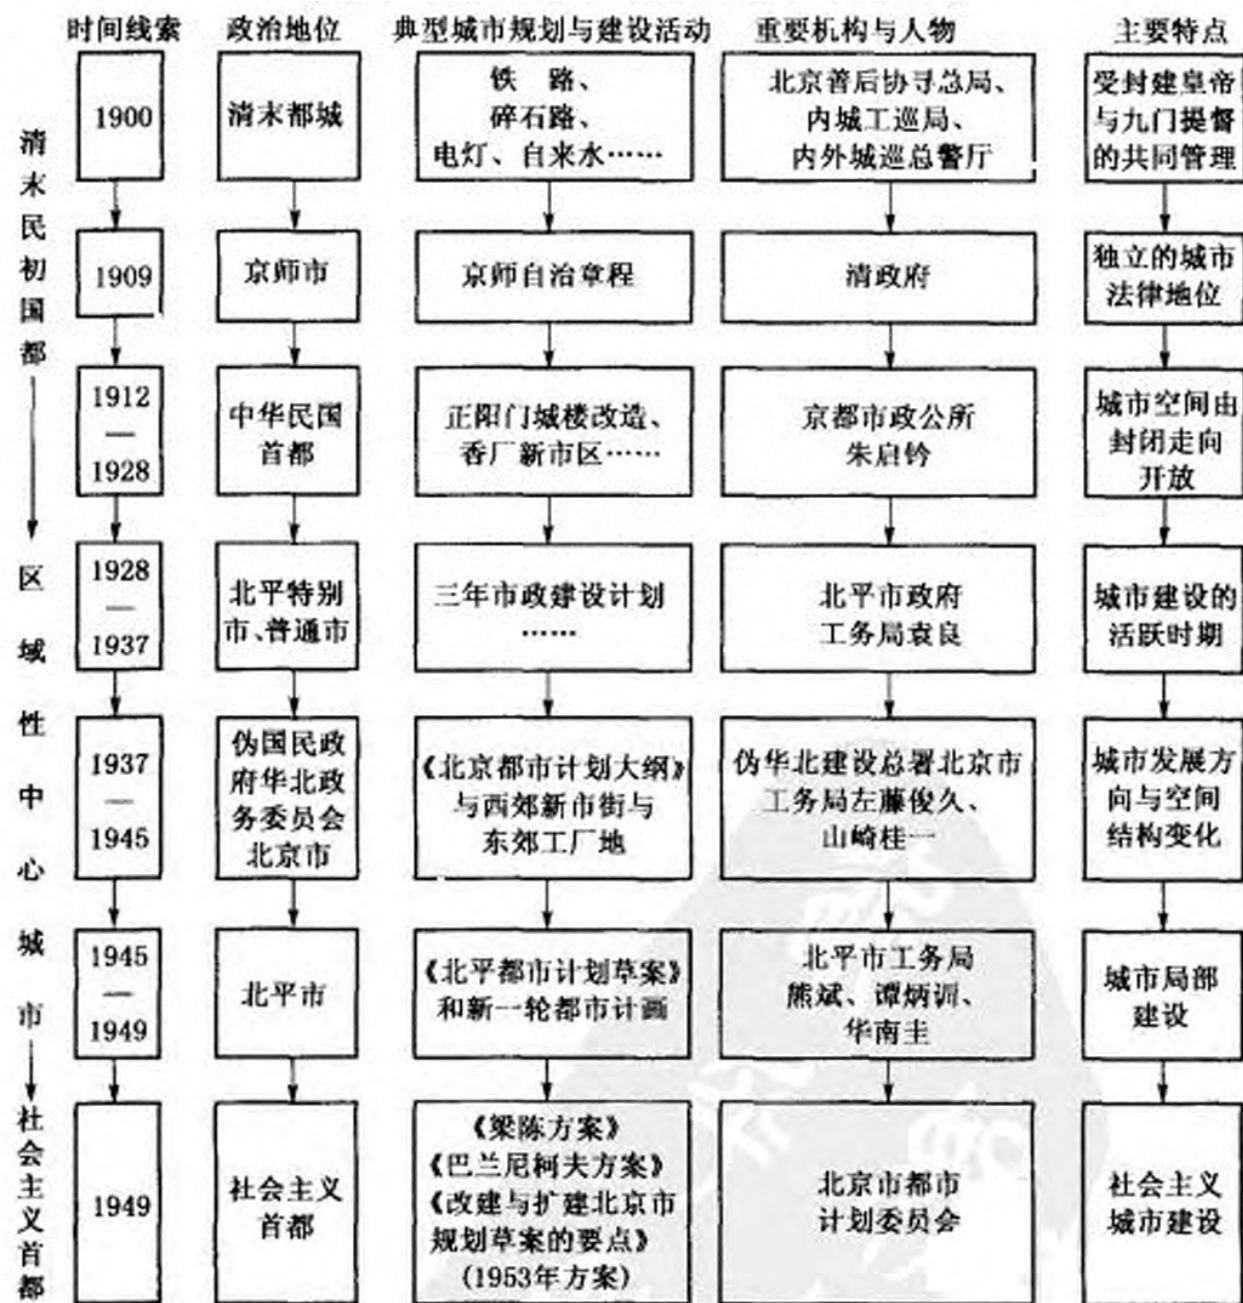 时间线索 政治地位 典型城市规划与建设活动 重要机构与人物 主要特点
清末民初国都
区域性中心城市
社会主义首都
1900
清末都城
铁 路、
碎石路、
电灯、自来水……
北京善后协寻总局、
内城工巡局、
内外城巡总警厅
受封建皇帝
与九门提督
的共同管理
1909
京师市
京师自治章程
清政府
独立的城市
法律地位
1912
—
1928
中华民国
首都
正阳门城楼改造、
香厂新市区……
京都市政公所
朱启钤
城市空间由
封闭走向
开放
1928
—
1937
北平特别
市、普通市
三年市政建设计划
……
北平市政府
工务局袁良
城市建设的
活跃时期
1937
—
1945
伪国民政
府华北政
务委员会
北京市
《北京都市计划大纲》
与西郊新市街与
东郊工厂地
伪华北建设总署北京市
工务局左藤俊久、
山崎桂一
城市发展方
向与空间
结构变化
1945
—
1949
北平市
《北平都市计划草案》
和新一轮都市计画
北平市工务局
熊斌、谭炳训、
华南圭
城市局部
建设
1949
社会主义
首都
《梁陈方案》
《巴兰尼柯夫方案》
《改建与扩建北京市
规划草案的要点》
(1953年方案)
北京市都市
计划委员会
社会主义
城市建设